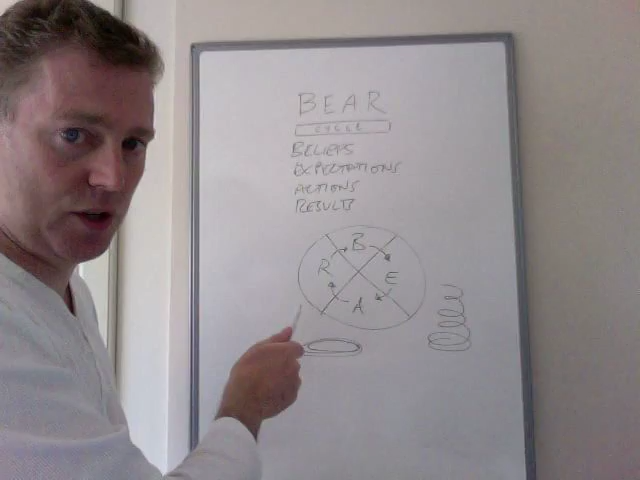 BEAR
CYCLE
BELIEFS
EXPECTATIONS
ACTIONS
RESULTS
B
R E
A